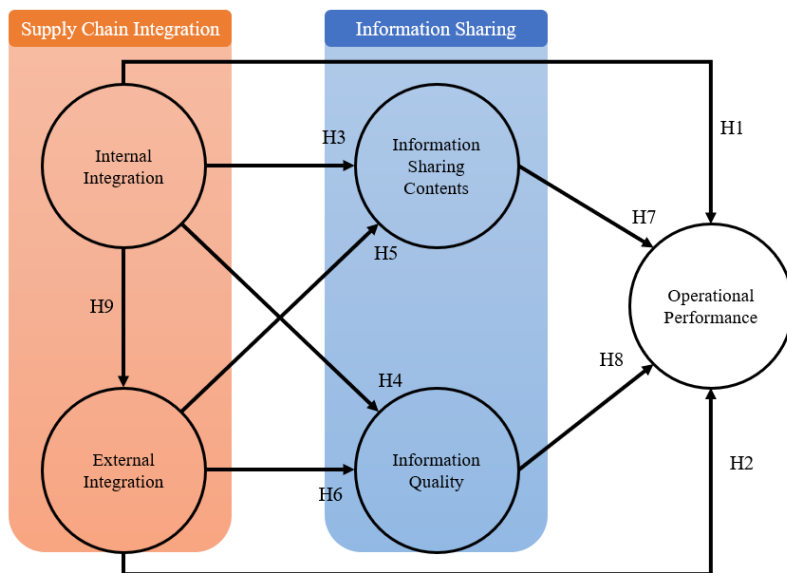 Supply Chain Integration
Information Sharing
H1
Internal
Integration
H3
Information
Sharing
Contents
H7
H5
H9
Operational
Performance
H4
H8
External
Integration
H6
Information
Quality
H2